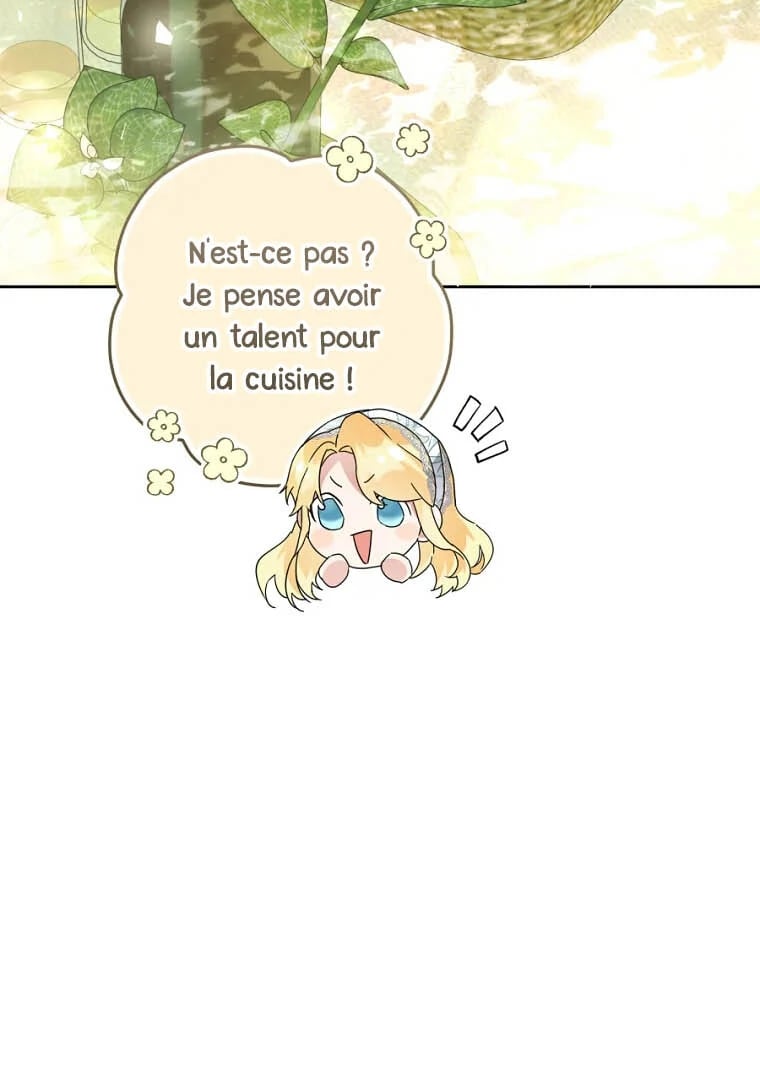 N'est-ce pas ?
Je pense avoir
un talent pour
la cuisine !